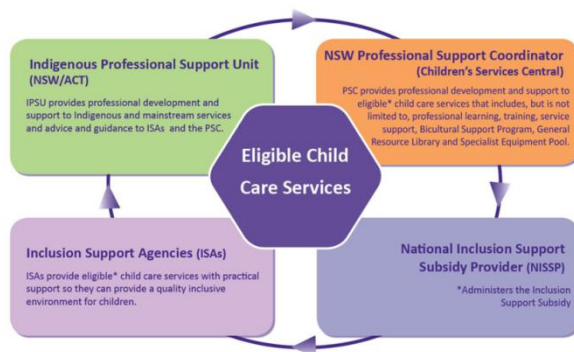 Indigenous Professional Support Unit
(NSW/ACT)
IPSU provides professional development and
support to Indigenous and mainstream services
and advice and guidance to ISAs and the PSC.
NSW Professional Support Coordinator
(Children's Services Central)
PSC provides professional development and support to
eligible* child care services that includes, but is not
limited to, professional learning, training, service
support, Bicultural Support Program, General
Resource Library and Specialist Equipment Pool.
Eligible Child
Care Services
Inclusion Support Agencies (ISAs)
ISAs provide eligible* child care services with practical
support so they can provide a quality inclusive
environment for children.
National Inclusion Support
Subsidy Provider (NISSP)
*Administers the Inclusion
Support Subsidy